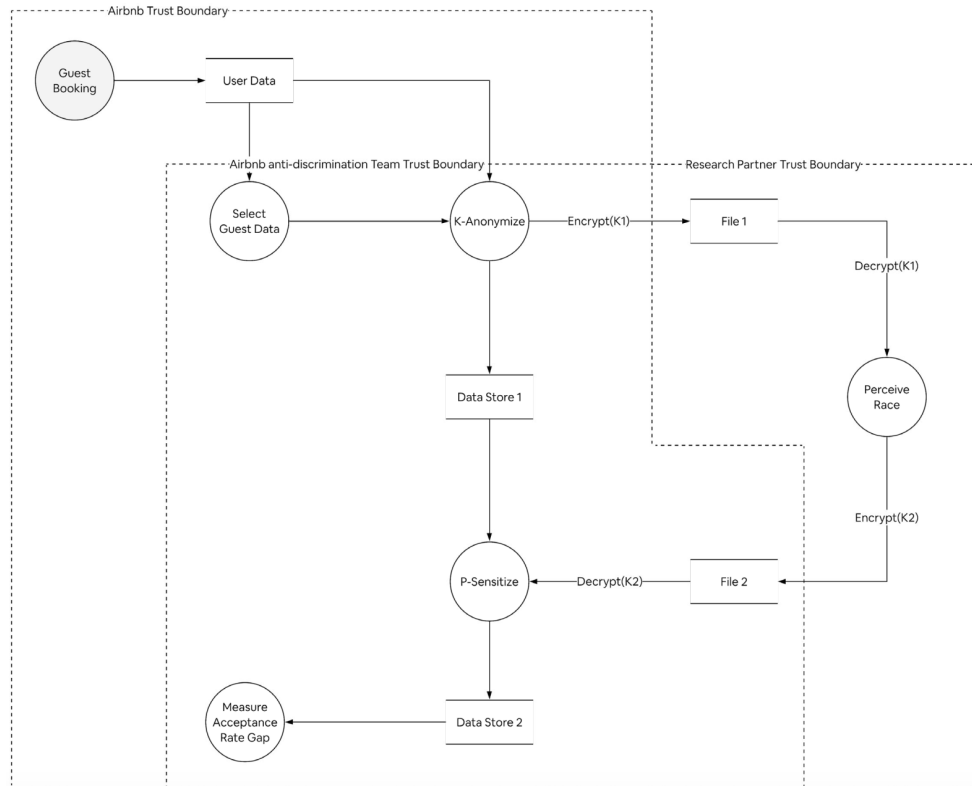 Airbnb Trust Boundary
Guest
Booking
User Data
Airbnb anti-discrimination Team Trust Boundary
Research Partner Trust Boundary
Select
Guest Data
K-Anonymize
Encrypt(K1)
File 1
Decrypt(K1)
Data Store 1
Perceive
Race
Encrypt(K2)
P-Sensitize
Decrypt(K2)
File 2
Measure
Acceptance
Rate Gap
Data Store 2